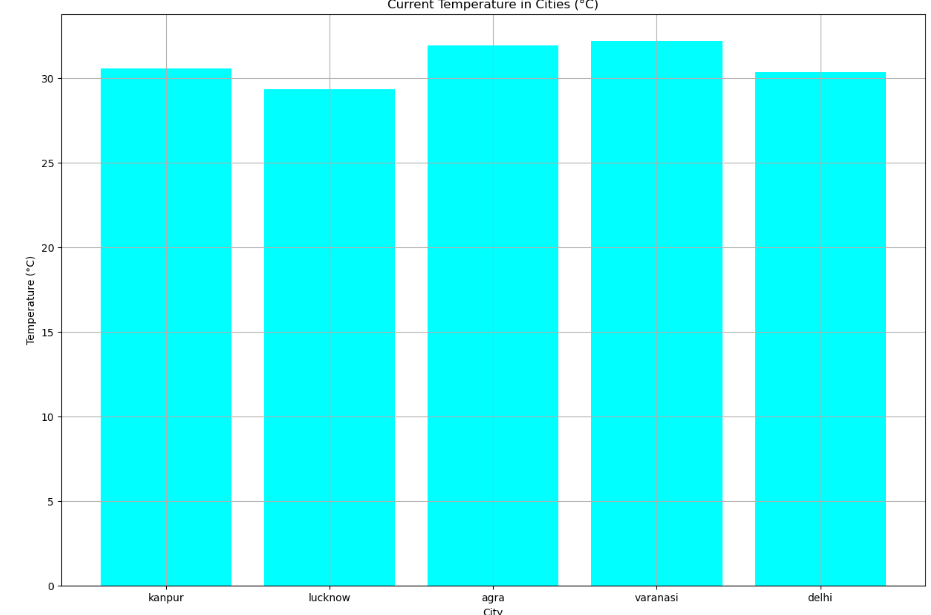 Current Temperature in Cities (°C)
30
25
20
15
10
5
0
Temperature (°C)
kanpur lucknow agra varanasi delhi
City